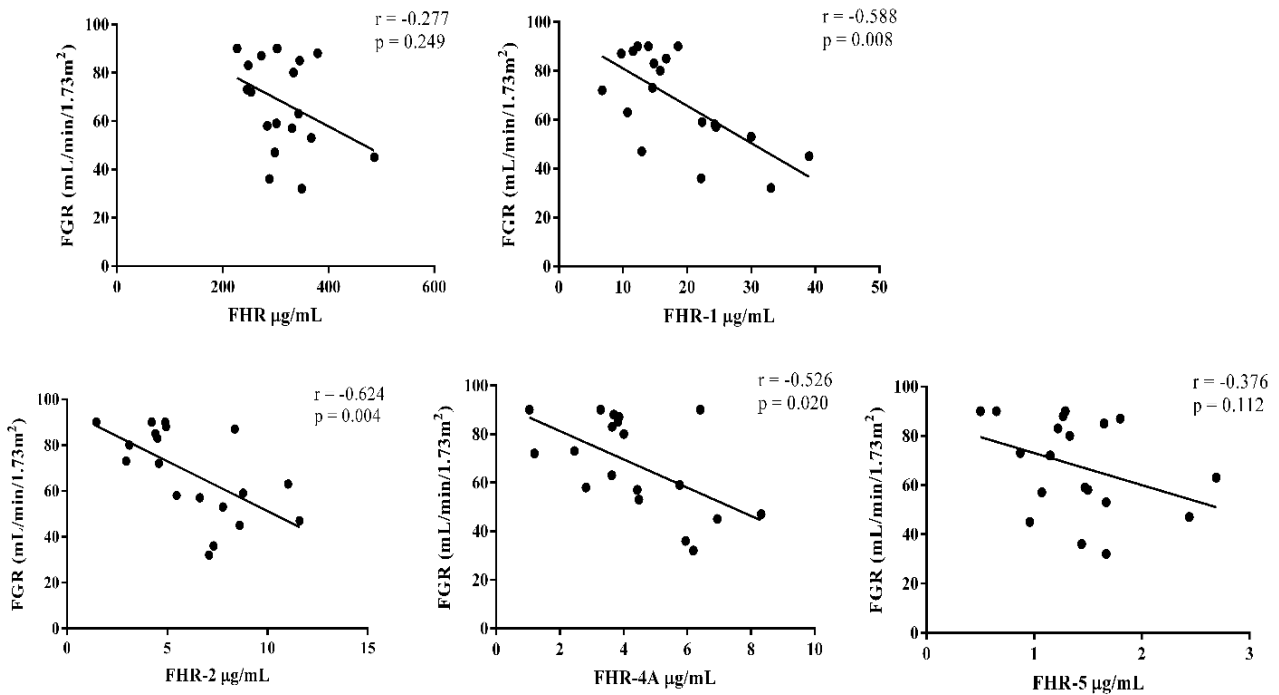 r = -0.277
p = 0.249
100
80
60
40
20
0
FGR (mL/min/1.73m²)
0
200
400
600
FHR µg/mL
r = -0.588
p = 0.008
100
80
60
40
20
0
FGR (mL/min/1.73m²)
0
10
20
30
40
50
FHR-1 µg/mL
r = -0.624
p = 0.004
100
80
60
40
20
0
FGR (mL/min/1.73m²)
0
5
10
15
FHR-2 µg/mL
r = -0.526
p = 0.020
100
80
60
40
20
0
FGR (mL/min/1.73m²)
0
2
4
6
8
10
FHR-4A µg/mL
r = -0.376
p = 0.112
100
80
60
40
20
0
FGR (mL/min/1.73m²)
1
2
3
FHR-5 µg/mL